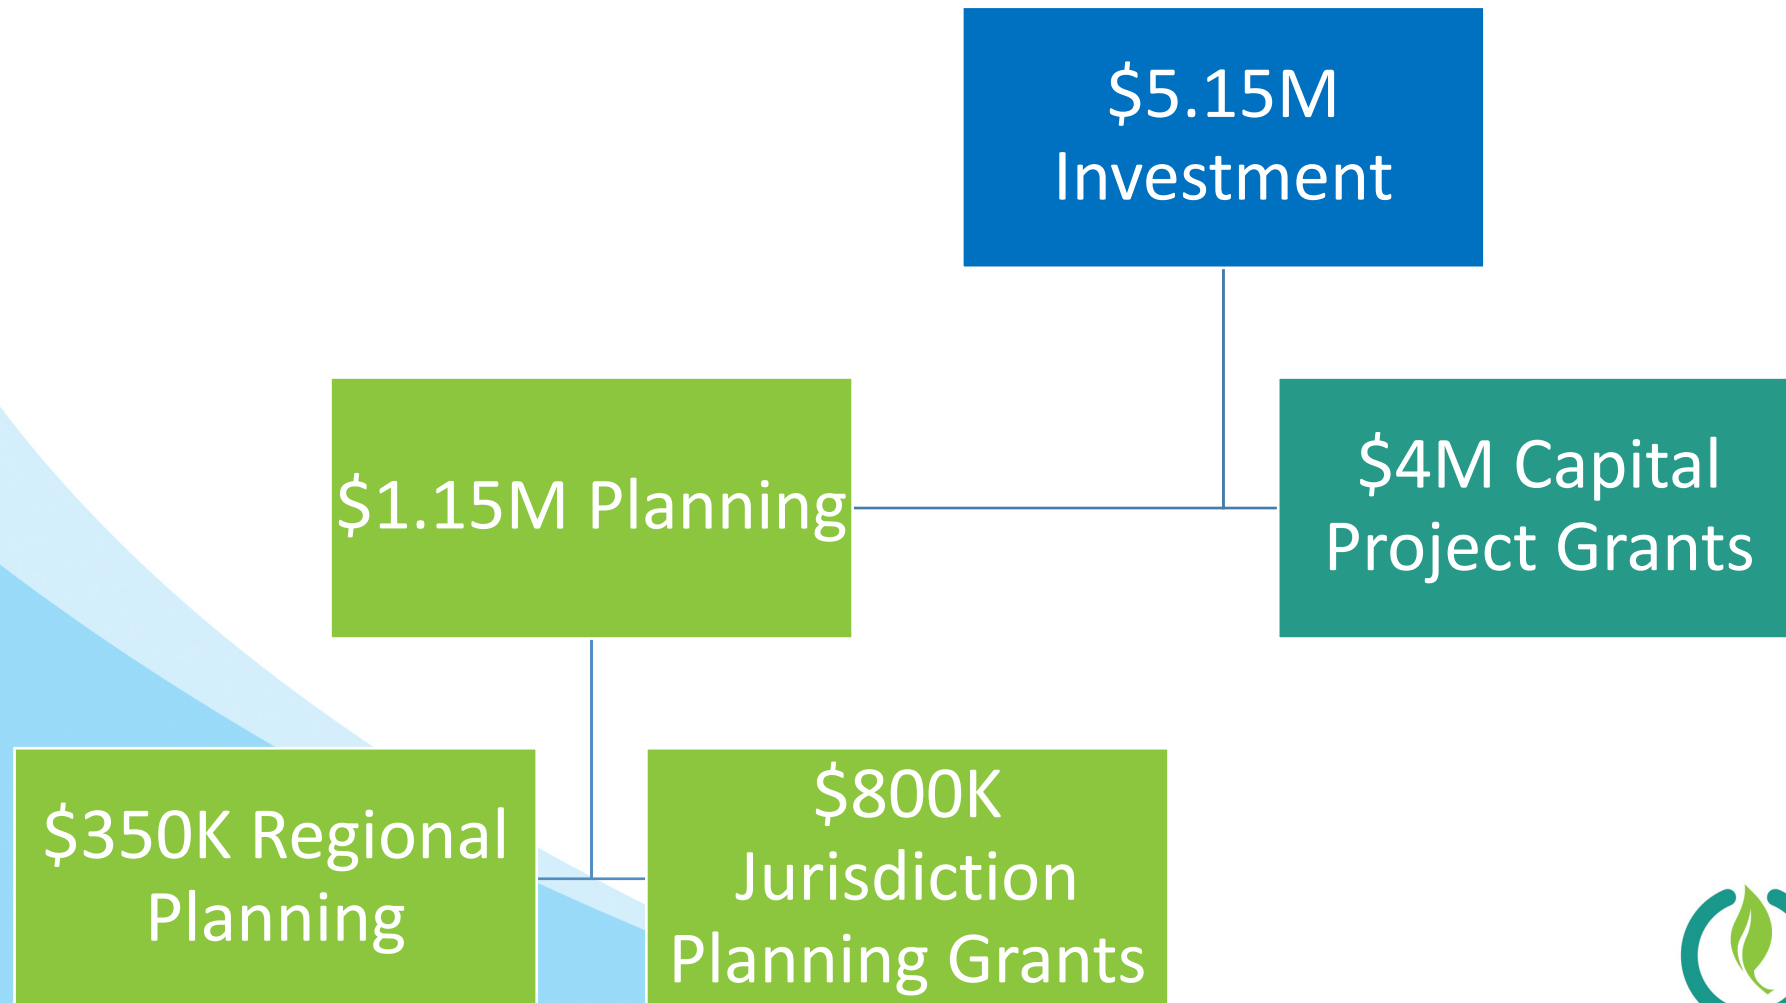 $5.15M
Investment
$1.15M Planning
$4M Capital
Project Grants
$350K Regional
Planning
$800K
Jurisdiction
Planning Grants